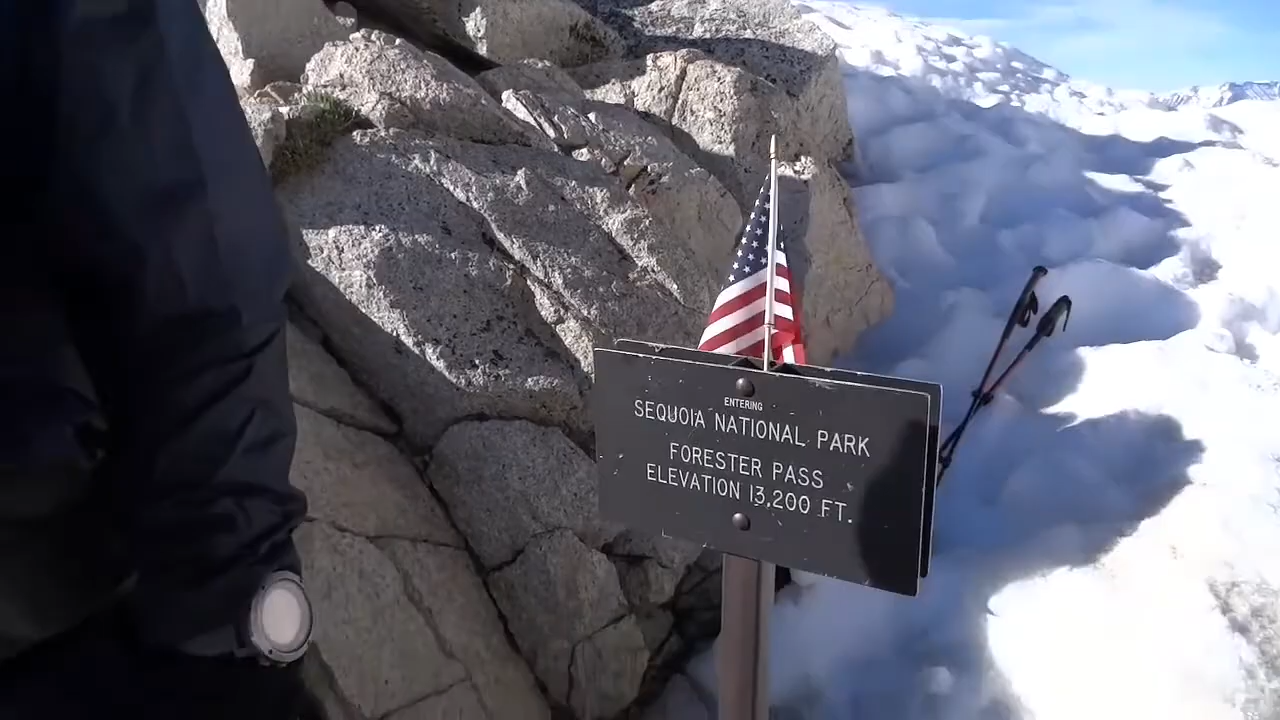 ENTERING
SEQUOIA NATIONAL PARK
FORESTER PASS
ELEVATION 13,200 FT.